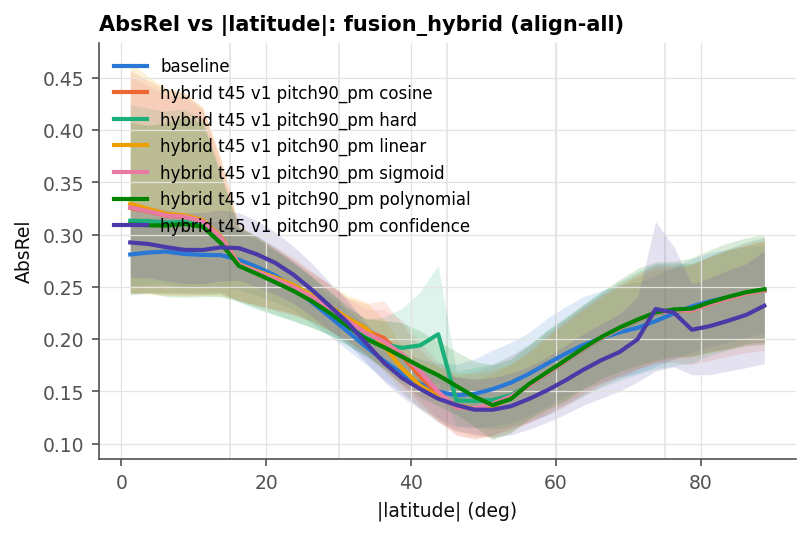 AbsRel vs |latitude|: fusion_hybrid (align-all)
baseline
hybrid t45 v1 pitch90_pm cosine
hybrid t45 v1 pitch90_pm hard
hybrid t45 v1 pitch90_pm linear
hybrid t45 v1 pitch90_pm sigmoid
hybrid t45 v1 pitch90_pm polynomial
hybrid t45 v1 pitch90_pm confidence
AbsRel
0.45
0.40
0.35
0.30
0.25
0.20
0.15
0.10
0 20 40 60 80
|latitude| (deg)